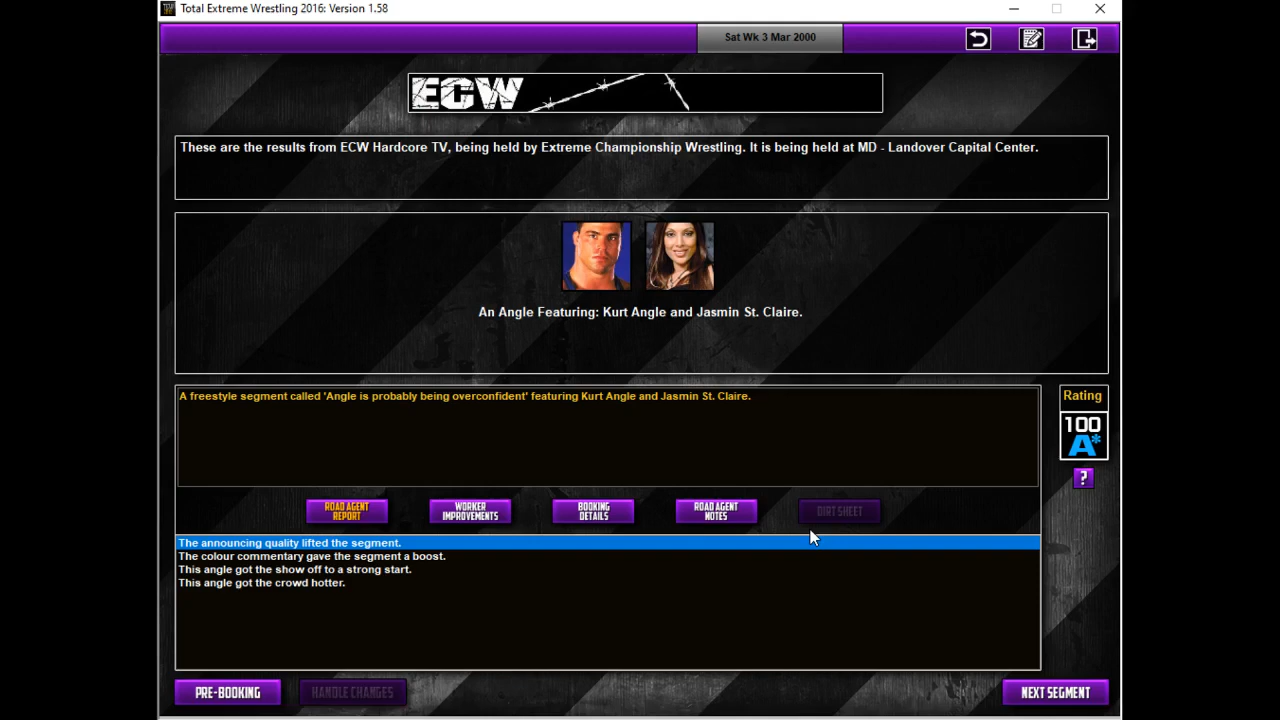 Total Extreme Wrestling 2016: Version 1.58
Sat Wk 3 Mar 2000
ECW
These are the results from ECW Hardcore TV, being held by Extreme Championship Wrestling. It is being held at MD - Landover Capital Center.
An Angle Featuring: Kurt Angle and Jasmin St. Claire.
A freestyle segment called 'Angle is probably being overconfident' featuring Kurt Angle and Jasmin St. Claire.
Rating
100
A*
?
ROAD AGENT REPORT
WORKER IMPROVEMENTS
BOOKING DETAILS
ROAD AGENT NOTES
DIRT SHEET
The announcing quality lifted the segment.
The colour commentary gave the segment a boost.
This angle got the show off to a strong start.
This angle got the crowd hotter.
PRE-BOOKING
HANDLE CHANGES
NEXT SEGMENT